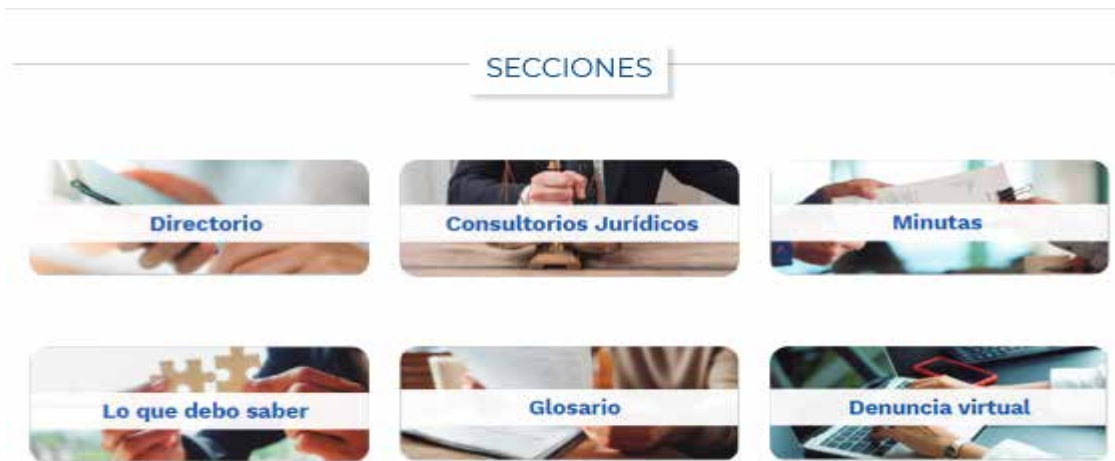 SECCIONES
Directorio
Consultorios Jurídicos
Minutas
Lo que debo saber
Glosario
Denuncia virtual